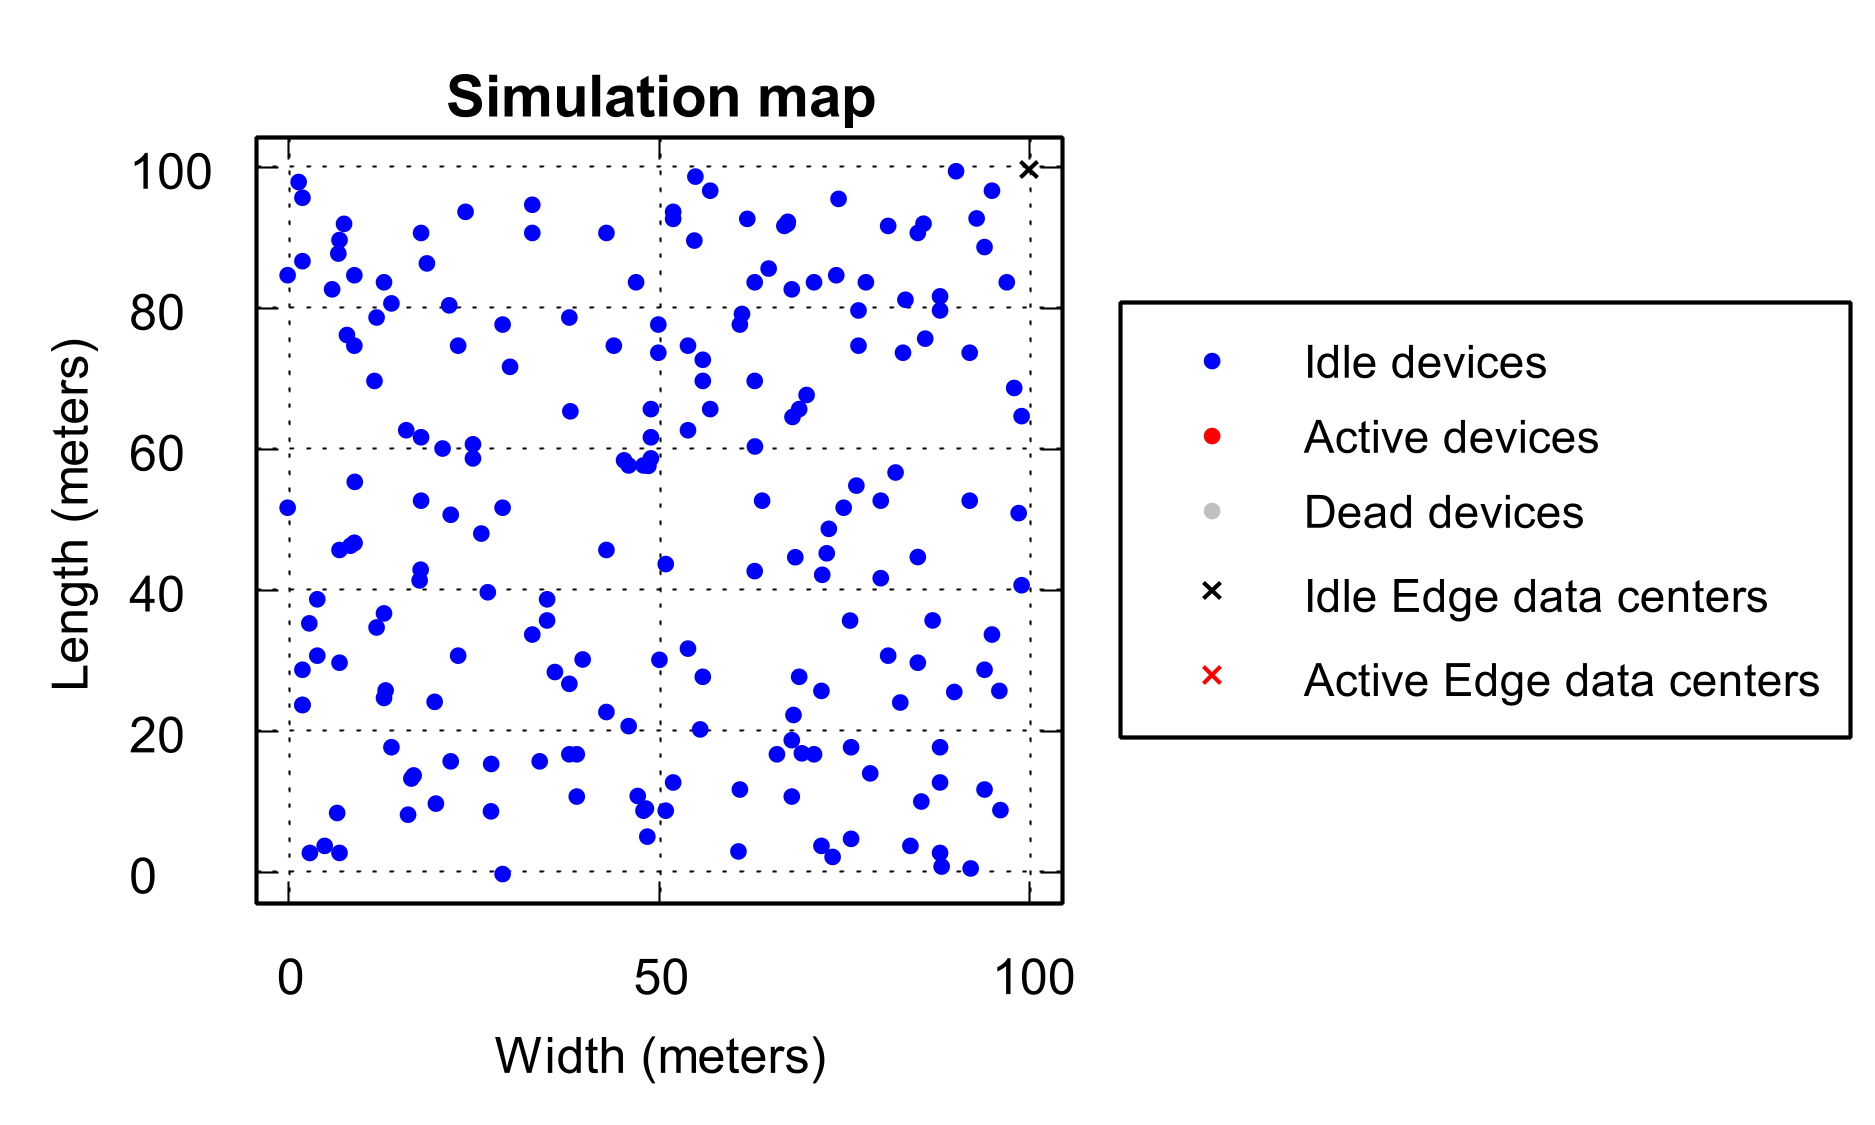 Simulation map
100
80
60
40
20
0
Length (meters)
0 50 100
Width (meters)
Idle devices
Active devices
Dead devices
Idle Edge data centers
Active Edge data centers